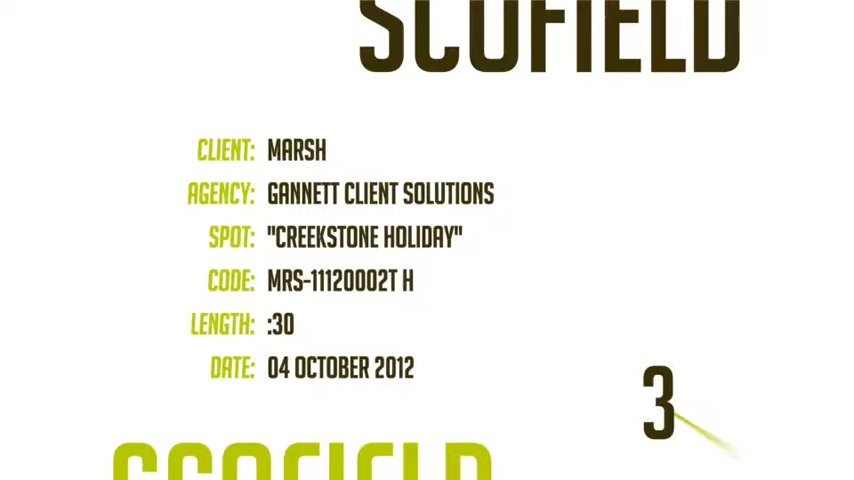 SCOFIELD
CLIENT: MARSH
AGENCY: GANNETT CLIENT SOLUTIONS
SPOT: "CREEKSTONE HOLIDAY"
CODE: MRS-11120002T H
LENGTH: :30
DATE: 04 OCTOBER 2012
3
SCOFIELD